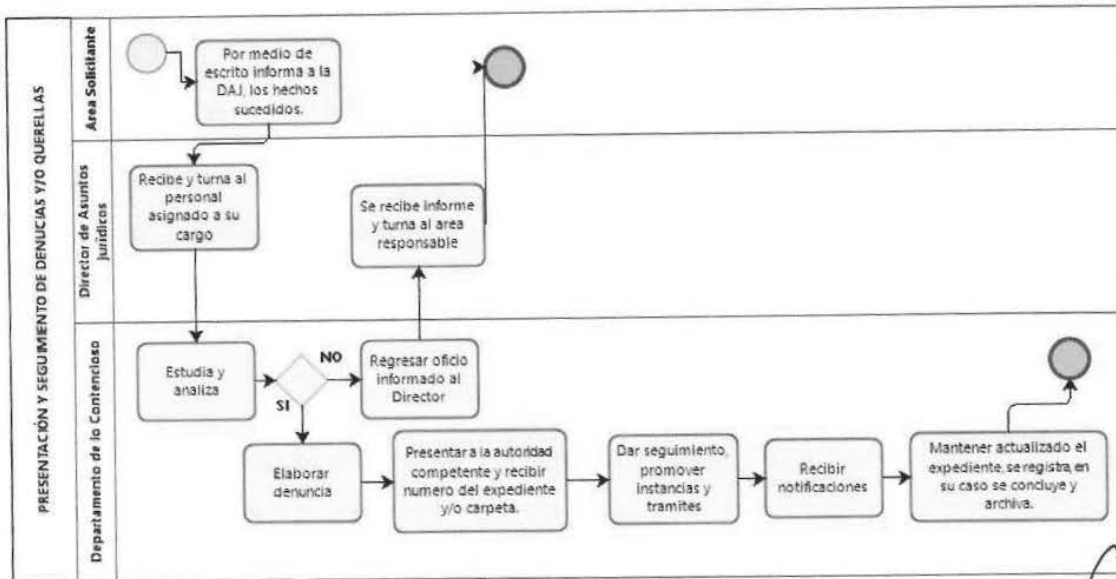 PRESENTACIÓN Y SEGUIMIENTO DE DENUCIAS Y/O QUERELLAS
Area Solicitante
Por medio de
escrito informa a la
DAJ, los hechos
sucedidos.
Director de Asuntos
jurídicos
Recibe y turna al
personal
asignado a su
cargo
Se recibe informe
y turna al area
responsable
Departamento de lo Contencioso
Estudia y
analiza
NO
SI
Regresar oficio
informado al
Director
Elaborar
denuncia
Presentar a la autoridad
competente y recibir
numero del expediente
y/o carpeta.
Dar seguimiento,
promover
instancias y
tramites
Recibir
notificaciones
Mantener actualizado el
expediente, se registra, en
su caso se concluye y
archiva.